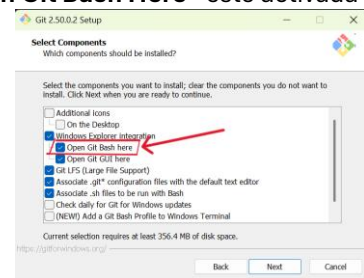 Git Bash Here" esté activada
Git 2.50.0.2 Setup
Select Components
Which components should be installed?
Select the components you want to install; clear the components you do not want to
install. Click Next when you are ready to continue.
Additional icons
On the Desktop
Windows Explorer integration
Open Git Bash here
Open Git GUI here
Git LFS (Large File Support)
Associate .git* configuration files with the default text editor
Associate .sh files to be run with Bash
Check daily for Git for Windows updates
(NEW!) Add a Git Bash Profile to Windows Terminal
Current selection requires at least 356.4 MB of disk space.
https://gitforwindows.org/
Back
Next
Cancel